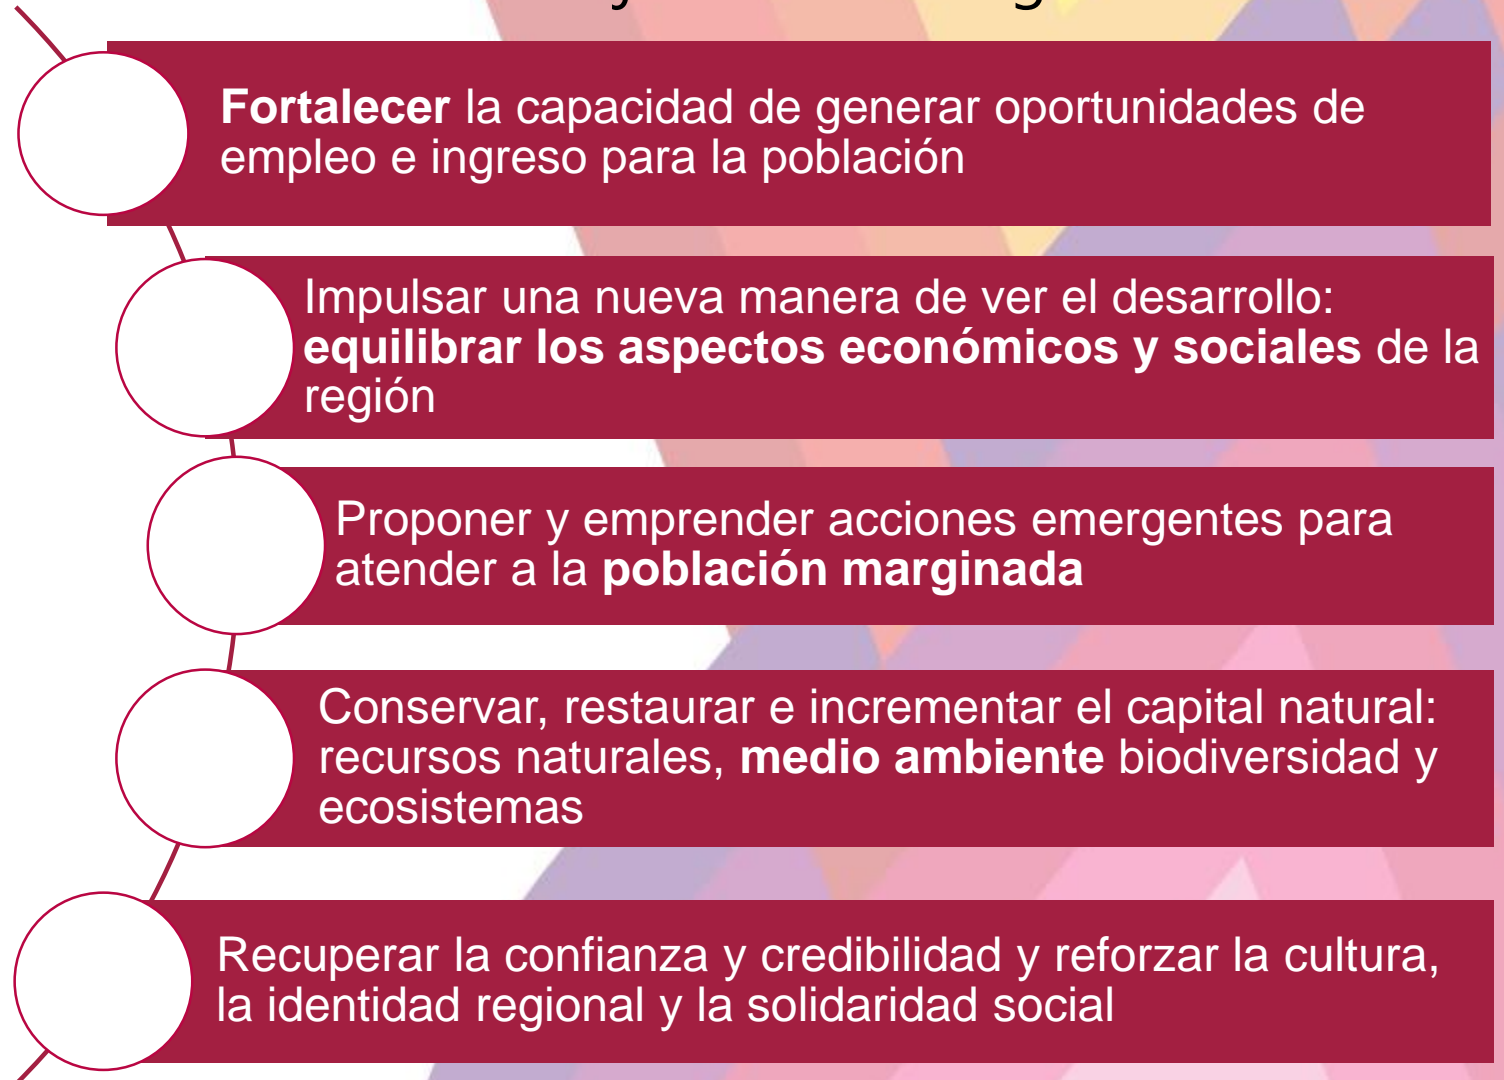 Fortalecer la capacidad de generar oportunidades de
empleo e ingreso para la población
Impulsar una nueva manera de ver el desarrollo:
equilibrar los aspectos económicos y sociales de la
región
Proponer y emprender acciones emergentes para
atender a la población marginada
Conservar, restaurar e incrementar el capital natural:
recursos naturales, medio ambiente biodiversidad y
ecosistemas
Recuperar la confianza y credibilidad y reforzar la cultura,
la identidad regional y la solidaridad social